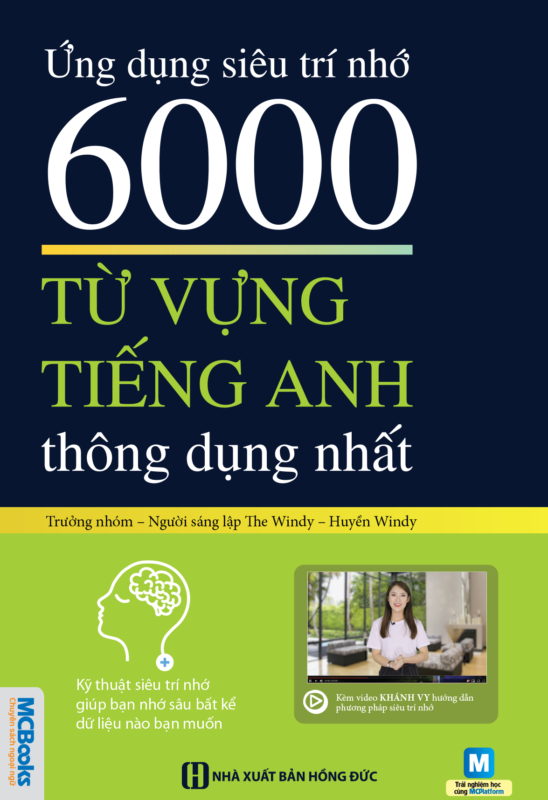 Ứng dụng siêu trí nhớ
6000
TỪ VỰNG
TIẾNG ANH
thông dụng nhất
Trưởng nhóm – Người sáng lập The Windy – Huyền Windy
Kỹ thuật siêu trí nhớ
giúp bạn nhớ sâu bất kể
dữ liệu nào bạn muốn
Kèm video KHÁNH VY hướng dẫn
phương pháp siêu trí nhớ
MCBooks
Chuyên sách ngoại ngữ
NHÀ XUẤT BẢN HỒNG ĐỨC
M
Trải nghiệm học
cùng MCPlatform